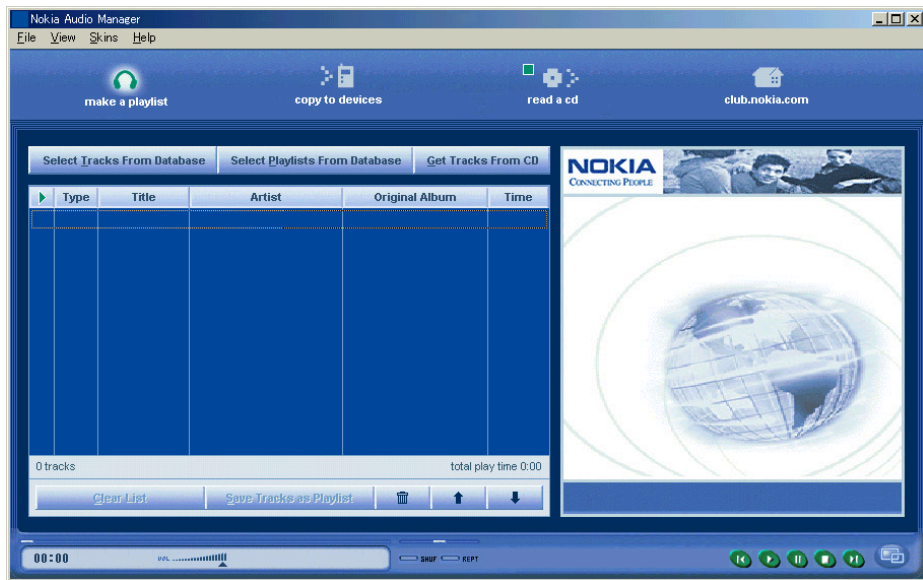 Nokia Audio Manager
File View Skins Help
make a playlist
copy to devices
read a cd
club.nokia.com
Select Tracks From Database
Select Playlists From Database
Get Tracks From CD
NOKIA
CONNECTING PEOPLE
Type Title Artist Original Album Time
0 tracks
total play time 0:00
Clear List
Save Tracks as Playlist
00:00
VOL
SHUF
REPT